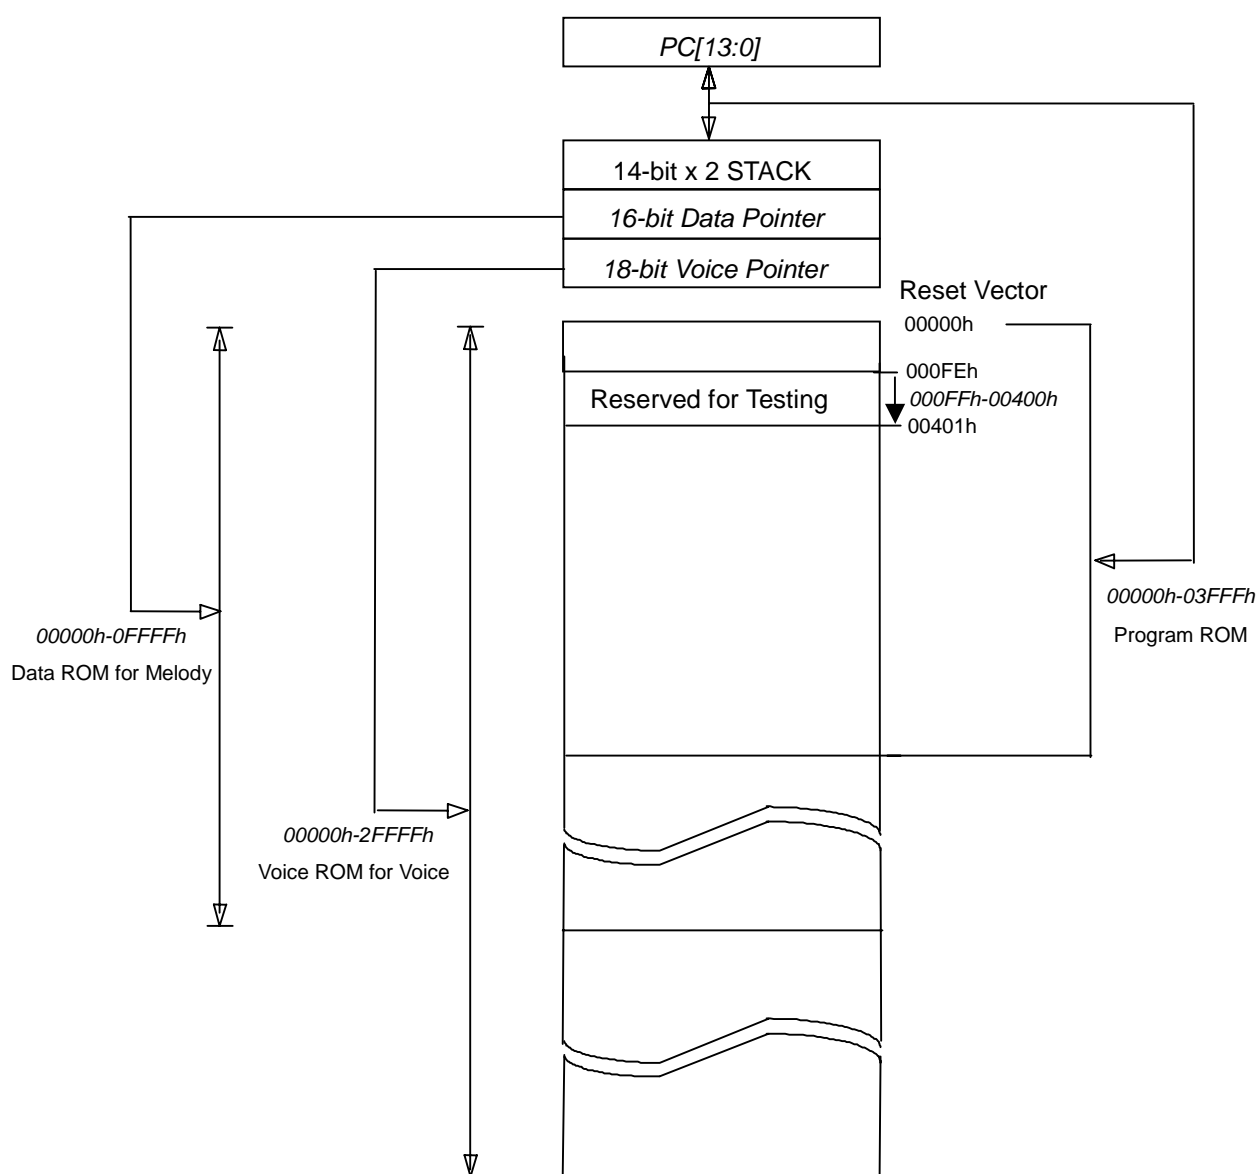 PC[13:0]
14-bit x 2 STACK
16-bit Data Pointer
18-bit Voice Pointer
Reset Vector
00000h
000FEh
Reserved for Testing
000FFh-00400h
00401h
00000h-03FFFh
Program ROM
00000h-0FFFFh
Data ROM for Melody
00000h-2FFFFh
Voice ROM for Voice